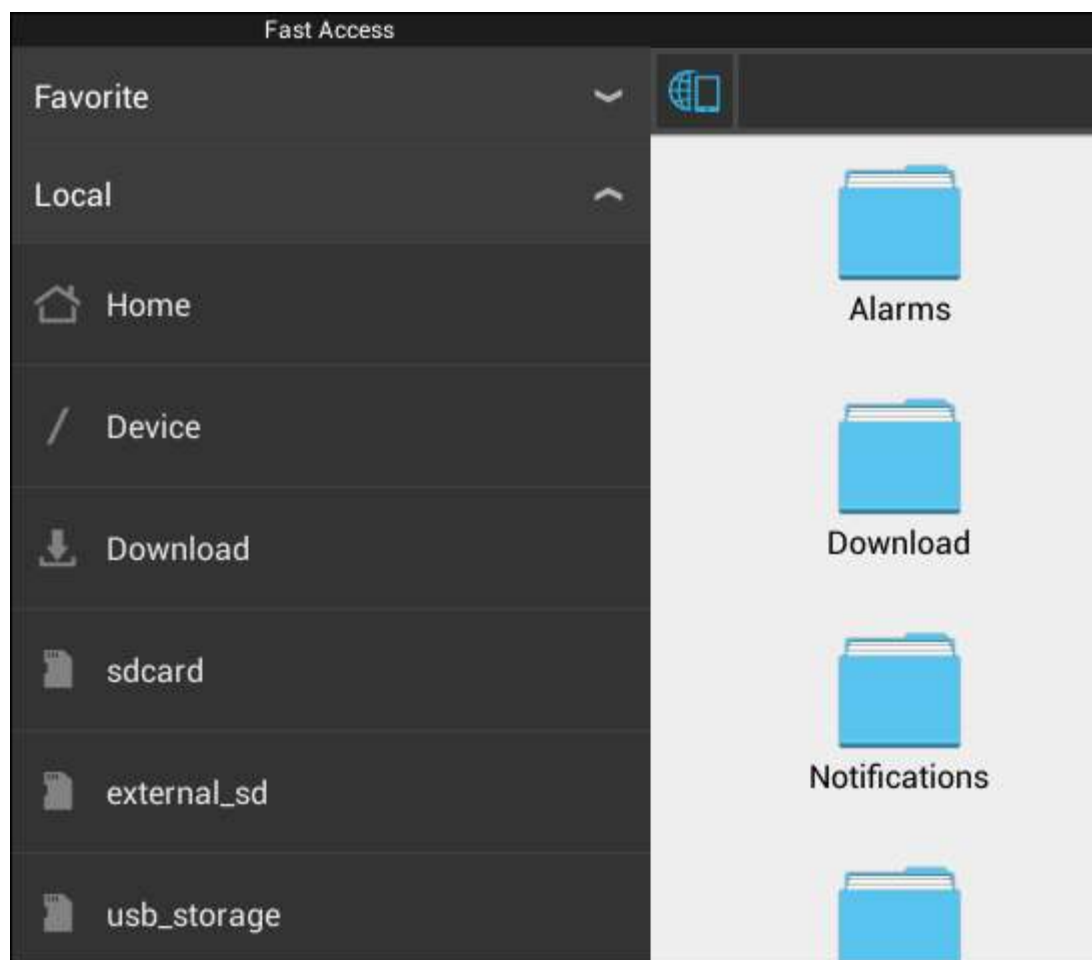 Fast Access
Favorite
Local
Home
Device
Download
sdcard
external_sd
usb_storage
Alarms
Download
Notifications